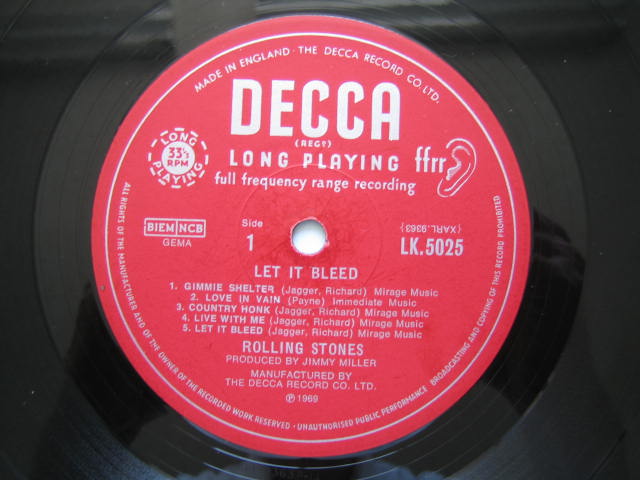 MADE IN ENGLAND · THE DECCA RECORD CO. LTD.
DECCA
(REGD)
LONG PLAYING
33⅓
RPM
LONG PLAYING ffrr
full frequency range recording
BIEM NCB
GEMA
Side
1
(XARL.9363)
LK.5025
LET IT BLEED
1. GIMMIE SHELTER (Jagger, Richard) Mirage Music
2. LOVE IN VAIN (Payne) Immediate Music
3. COUNTRY HONK (Jagger, Richard) Mirage Music
4. LIVE WITH ME (Jagger, Richard) Mirage Music
5. LET IT BLEED (Jagger, Richard) Mirage Music
ROLLING STONES
PRODUCED BY JIMMY MILLER
MANUFACTURED BY
THE DECCA RECORD CO. LTD.
℗ 1969
ALL RIGHTS OF THE MANUFACTURER AND OF THE OWNER OF THE RECORDED WORK RESERVED · UNAUTHORISED PUBLIC PERFORMANCE BROADCASTING AND COPYING OF THIS RECORD PROHIBITED